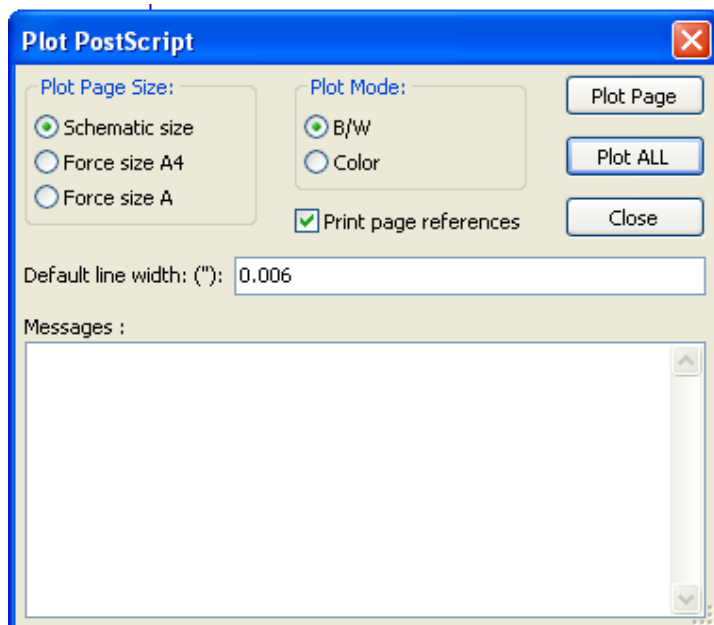 Plot PostScript
Plot Page Size:
Schematic size
Force size A4
Force size A
Plot Mode:
B/W
Color
Print page references
Plot Page
Plot ALL
Close
Default line width: ("): 0.006
Messages :